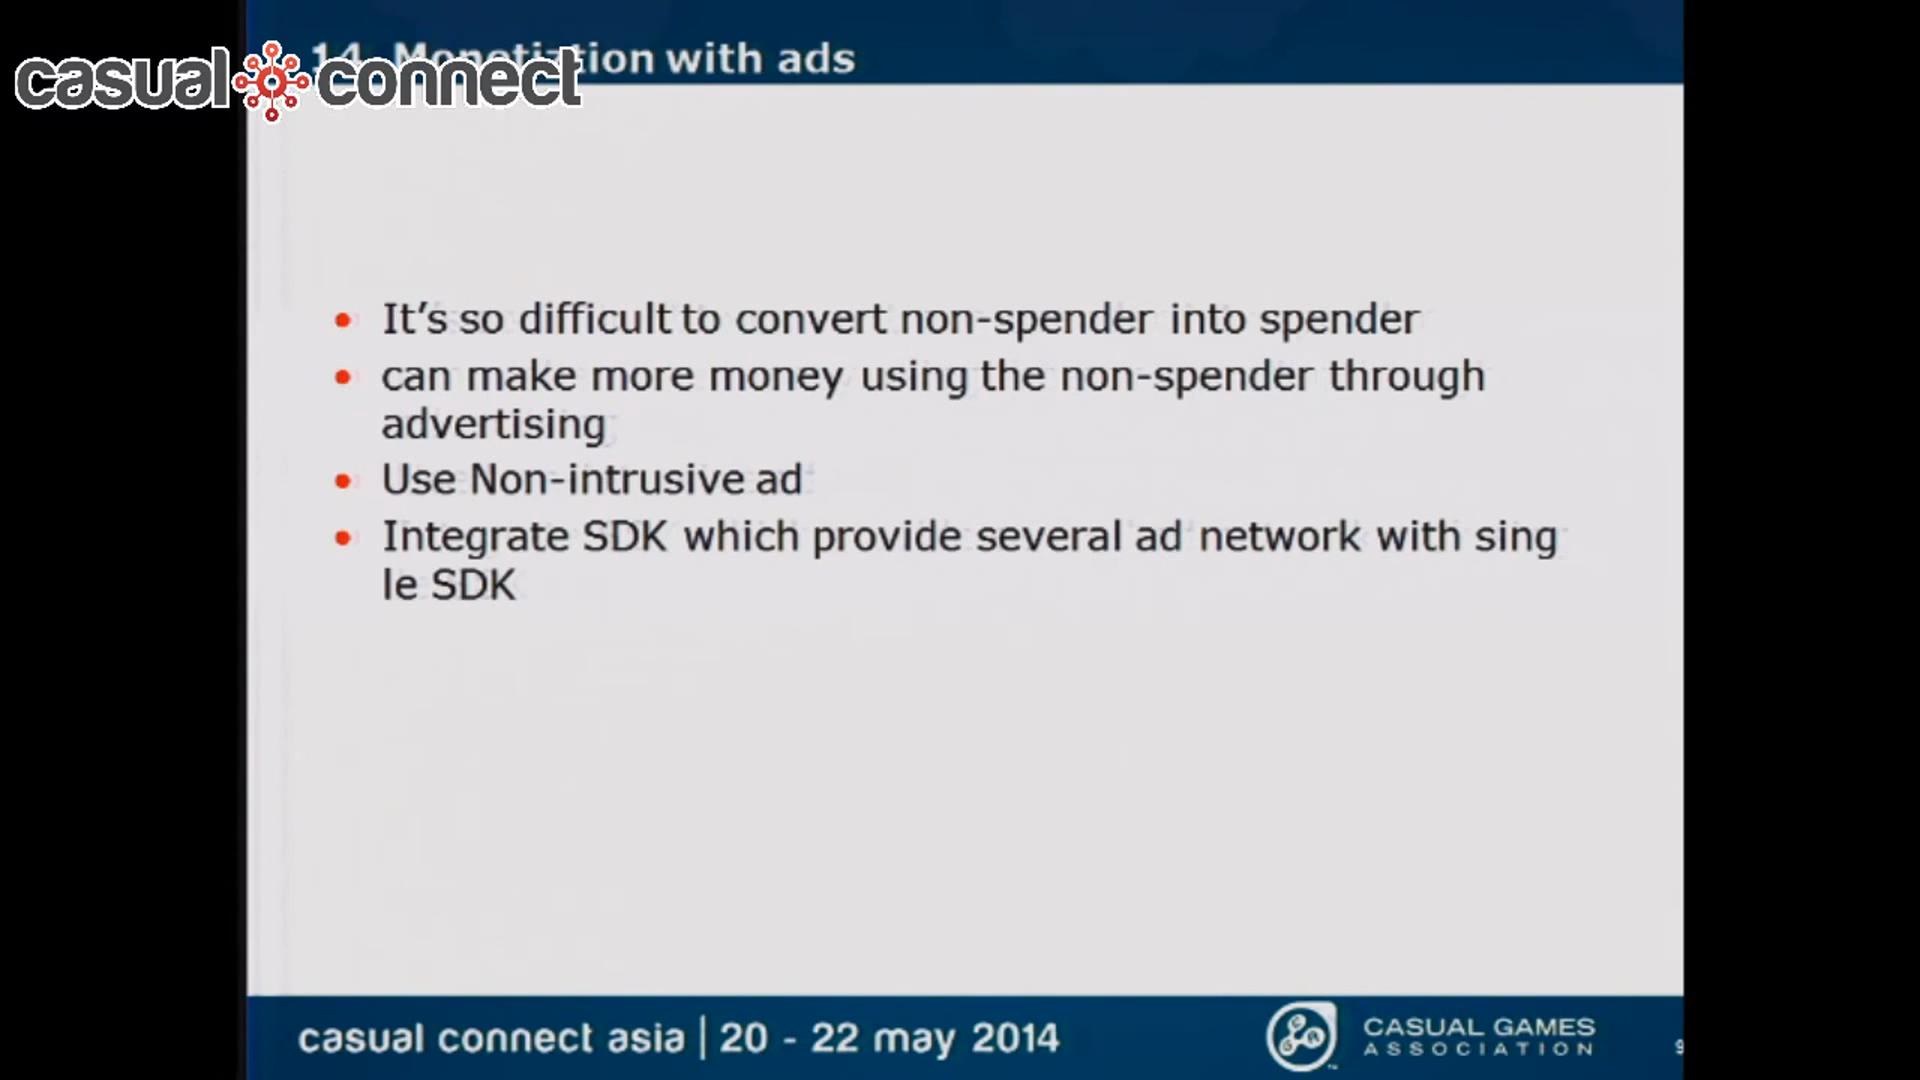 14. Monetiztion with ads
casual connect
• It's so difficult to convert non-spender into spender
• can make more money using the non-spender through
advertising
• Use Non-intrusive ad
• Integrate SDK which provide several ad network with sing
le SDK
casual connect asia | 20 - 22 may 2014
CASUAL GAMES
ASSOCIATION